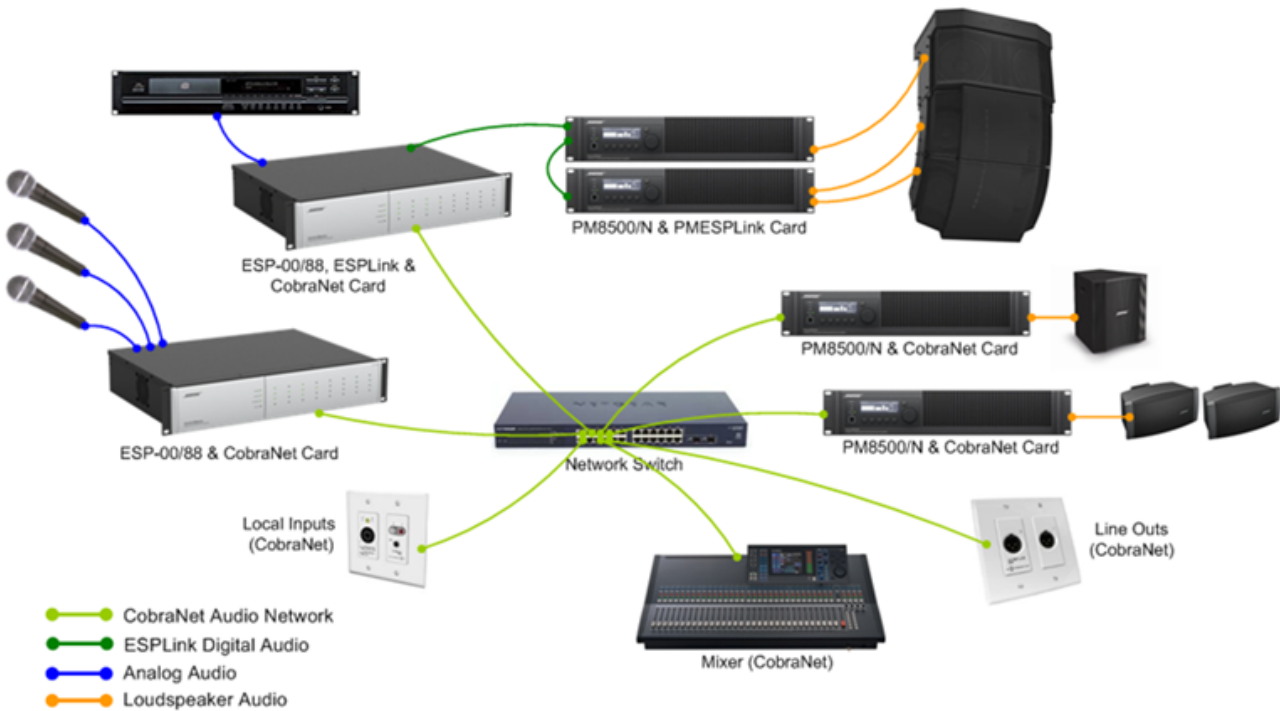 PM8500/N & PMESPLink Card
ESP-00/88, ESPLink &
CobraNet Card
PM8500/N & CobraNet Card
NETGEAR
PM8500/N & CobraNet Card
ESP-00/88 & CobraNet Card
Network Switch
Local Inputs
(CobraNet)
Line Outs
(CobraNet)
Mixer (CobraNet)
CobraNet Audio Network
ESPLink Digital Audio
Analog Audio
Loudspeaker Audio